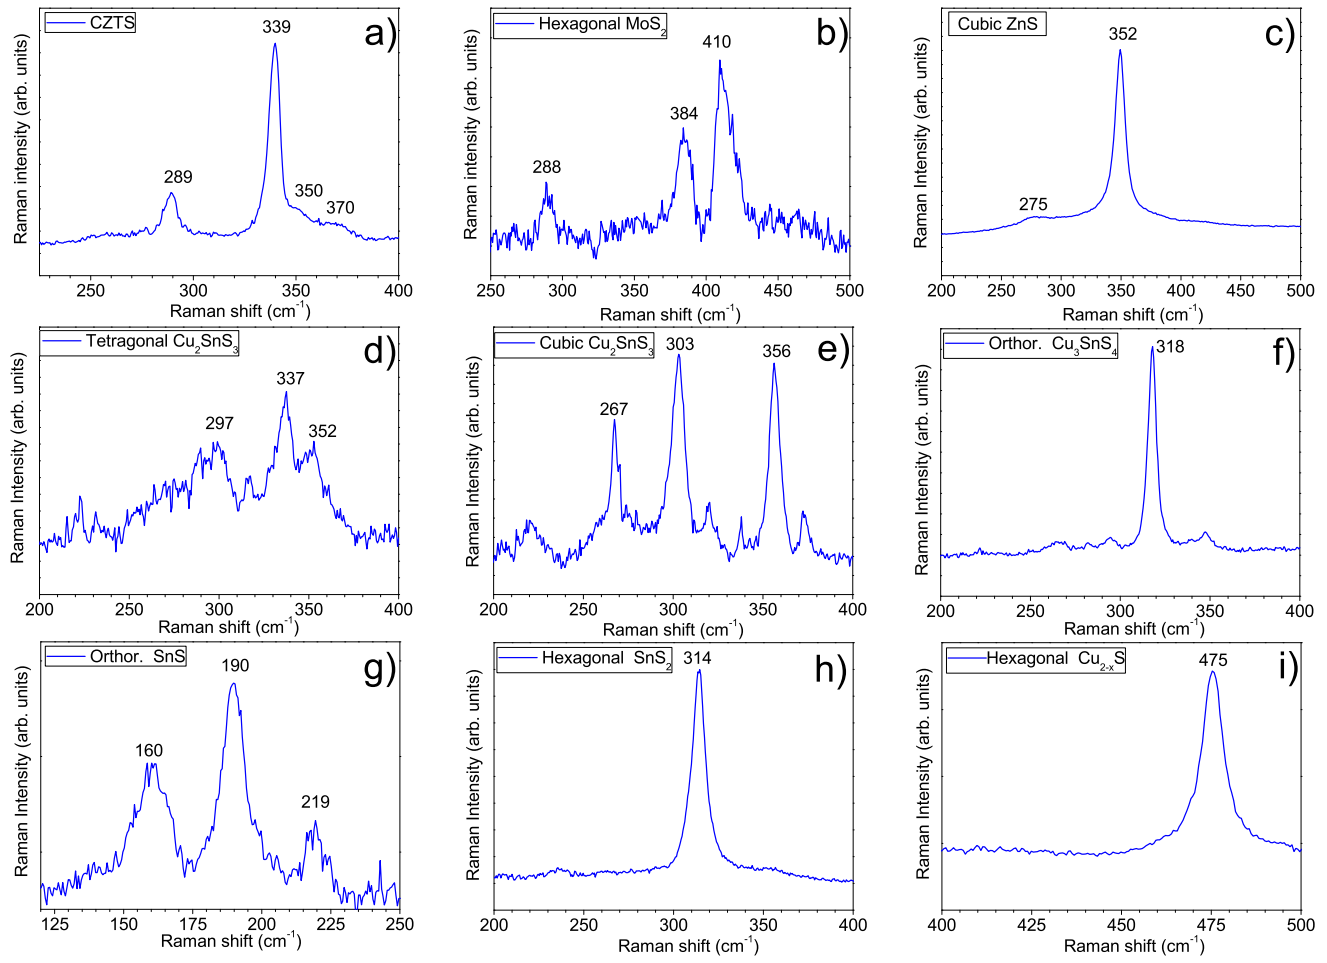 CZTS
a)
339
289
350
370
Raman intensity (arb. units)
250 300 350 400
Raman shift (cm⁻¹)
Hexagonal MoS₂
b)
410
384
288
Raman intensity (arb. units)
250 300 350 400 450 500
Raman shift (cm⁻¹)
Cubic ZnS
c)
352
275
Raman Intensity (arb. units)
200 250 300 350 400 450 500
Raman shift (cm⁻¹)
Tetragonal Cu₂SnS₃
d)
337
297
352
Raman Intensity (arb. units)
200 250 300 350 400
Raman shift (cm⁻¹)
Cubic Cu₂SnS₃
e)
303
356
267
Raman Intensity (arb. units)
200 250 300 350 400
Raman shift (cm⁻¹)
Orthor. Cu₃SnS₄
f)
318
Raman Intensity (arb. units)
200 250 300 350 400
Raman shift (cm⁻¹)
Orthor. SnS
g)
190
160
219
Raman Intensity (arb. units)
125 150 175 200 225 250
Raman shift (cm⁻¹)
Hexagonal SnS₂
h)
314
Raman Intensity (arb. units)
200 250 300 350 400
Raman shift (cm⁻¹)
Hexagonal Cu₂₋ₓS
i)
475
Raman Intensity (arb. units)
400 425 450 475 500
Raman shift (cm⁻¹)